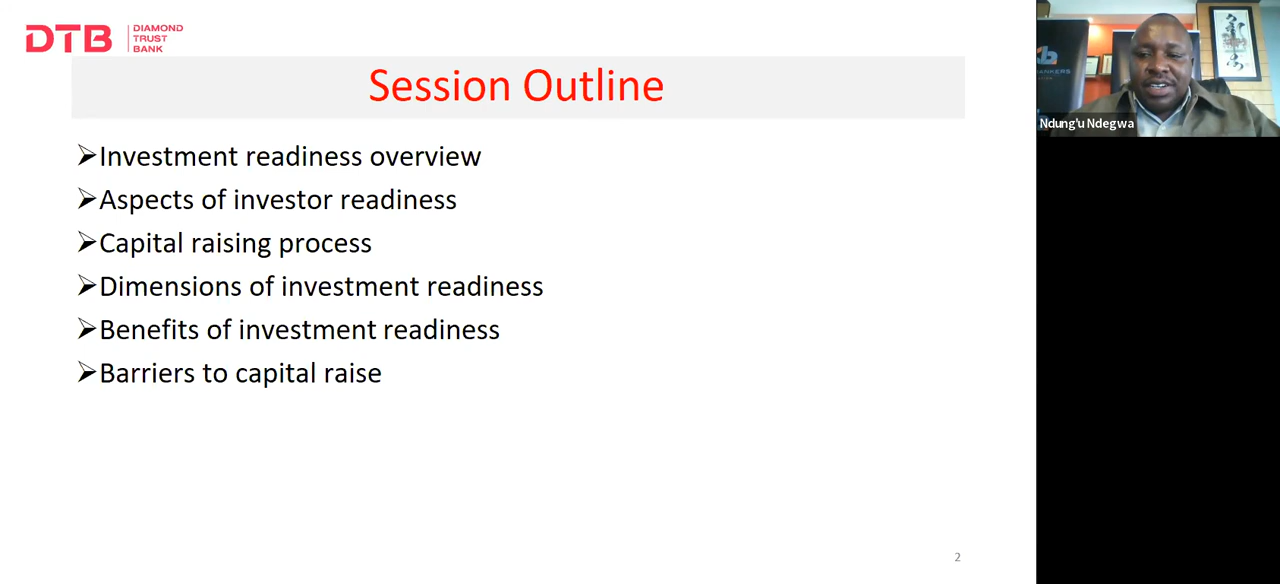 DTB
DIAMOND
TRUST
BANK
Session Outline
➢Investment readiness overview
➢Aspects of investor readiness
➢Capital raising process
➢Dimensions of investment readiness
➢Benefits of investment readiness
➢Barriers to capital raise
2
Ndung'u Ndegwa